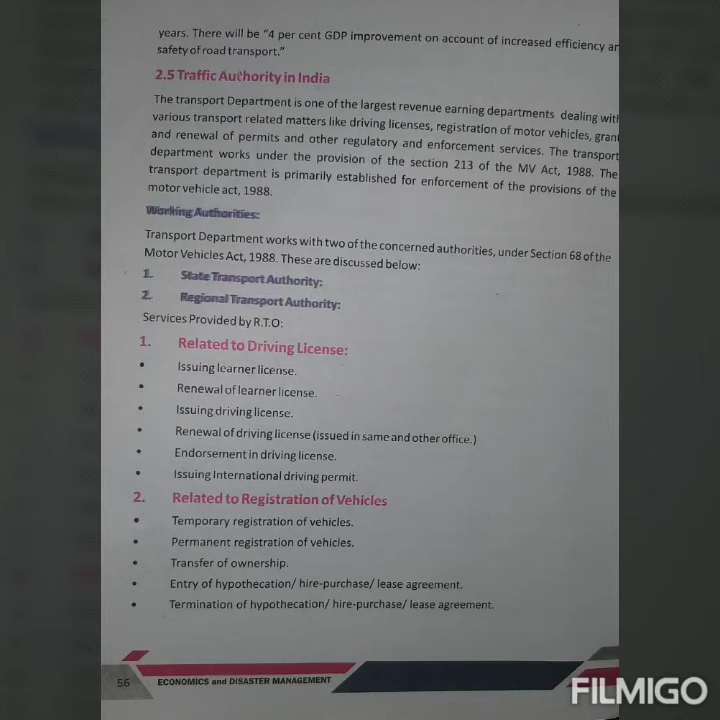 years. There will be "4 per cent GDP improvement on account of increased efficiency
safety of road transport."
2.5 Traffic Authority in India
The transport Department is one of the largest revenue earning departments dealing
various transport related matters like driving licenses, registration of motor vehicles,
and renewal of permits and other regulatory and enforcement services. The transport
department works under the provision of the section 213 of the MV Act, 1988. The
transport department is primarily established for enforcement of the provisions of the
motor vehicle act, 1988.
Working Authorities:
Transport Department works with two of the concerned authorities, under Section 68 of the
Motor Vehicles Act, 1988. These are discussed below:
1. State Transport Authority:
2. Regional Transport Authority:
Services Provided by R.T.O:
1. Related to Driving License:
• Issuing learner license.
• Renewal of learner license.
• Issuing driving license.
• Renewal of driving license (issued in same and other office.)
• Endorsement in driving license.
• Issuing International driving permit.
2. Related to Registration of Vehicles
• Temporary registration of vehicles.
• Permanent registration of vehicles.
• Transfer of ownership.
• Entry of hypothecation/ hire-purchase/ lease agreement.
• Termination of hypothecation/ hire-purchase/ lease agreement.
56 ECONOMICS and DISASTER MANAGEMENT
FILMIGO